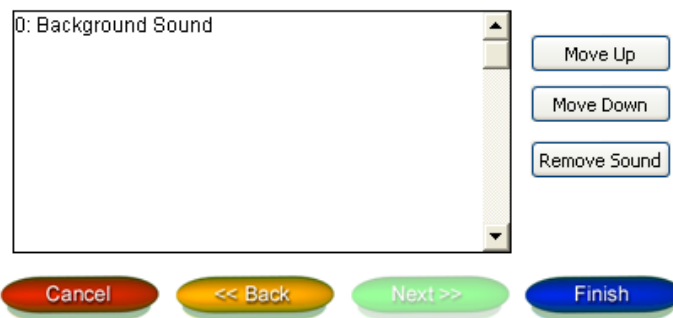 0: Background Sound
Move Up
Move Down
Remove Sound
Cancel
<< Back
Next >>
Finish